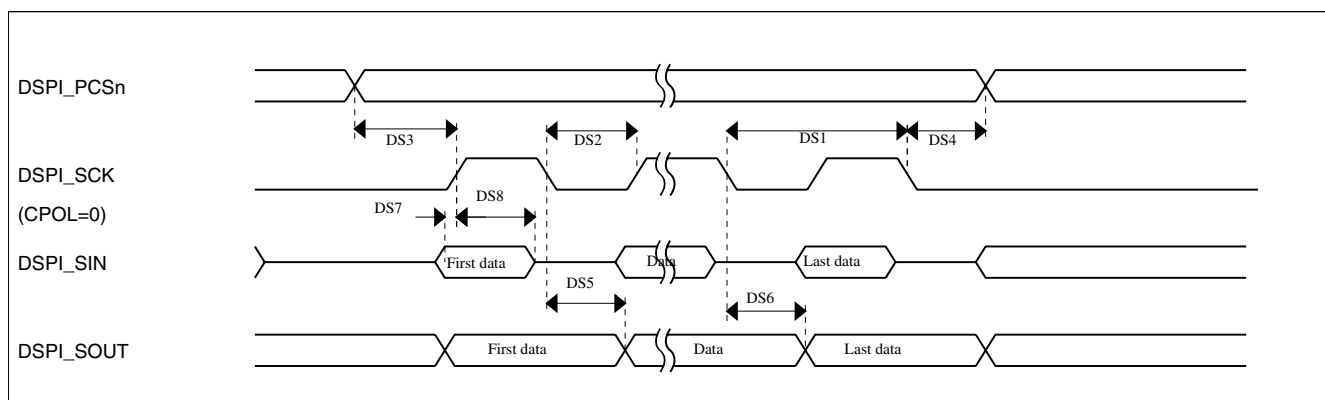 DSPI_PCSn
DS3
DS2
DS1
DS4
DSPI_SCK
(CPOL=0)
DS7
DS8
DSPI_SIN
First data
Data
Last data
DS5
DS6
DSPI_SOUT
First data
Data
Last data